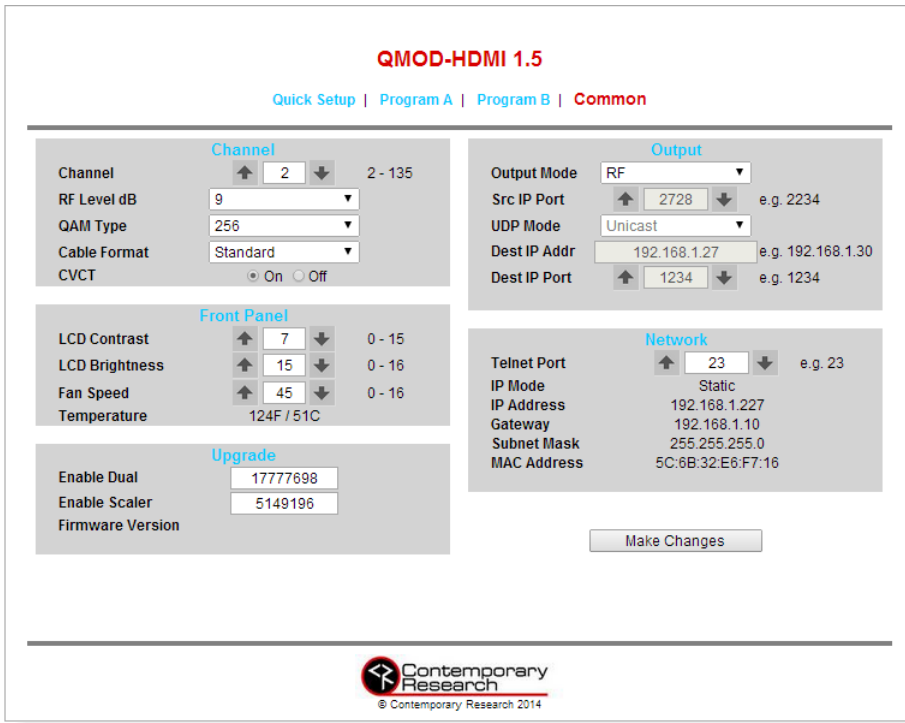 QMOD-HDMI 1.5
Quick Setup | Program A | Program B | Common
Channel
Channel 2 2 - 135
RF Level dB 9
QAM Type 256
Cable Format Standard
CVCT On Off
Front Panel
LCD Contrast 7 0 - 15
LCD Brightness 15 0 - 16
Fan Speed 45 0 - 16
Temperature 124F / 51C
Upgrade
Enable Dual 17777698
Enable Scaler 5149196
Firmware Version
Output
Output Mode RF
Src IP Port 2728 e.g. 2234
UDP Mode Unicast
Dest IP Addr 192.168.1.27 e.g. 192.168.1.30
Dest IP Port 1234 e.g. 1234
Network
Telnet Port 23 e.g. 23
IP Mode Static
IP Address 192.168.1.227
Gateway 192.168.1.10
Subnet Mask 255.255.255.0
MAC Address 5C:6B:32:E6:F7:16
Make Changes
Contemporary
Research
© Contemporary Research 2014